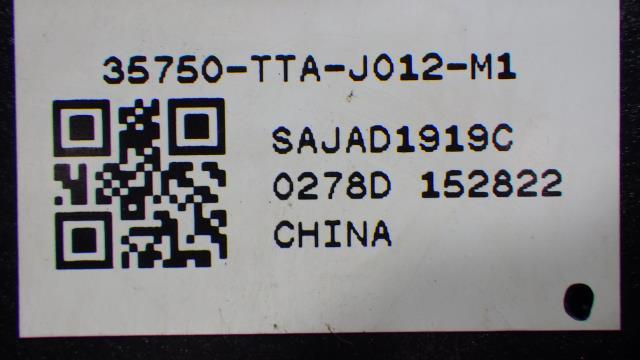 35750-TTA-J012-M1
SAJAD1919C
0278D 152822
CHINA